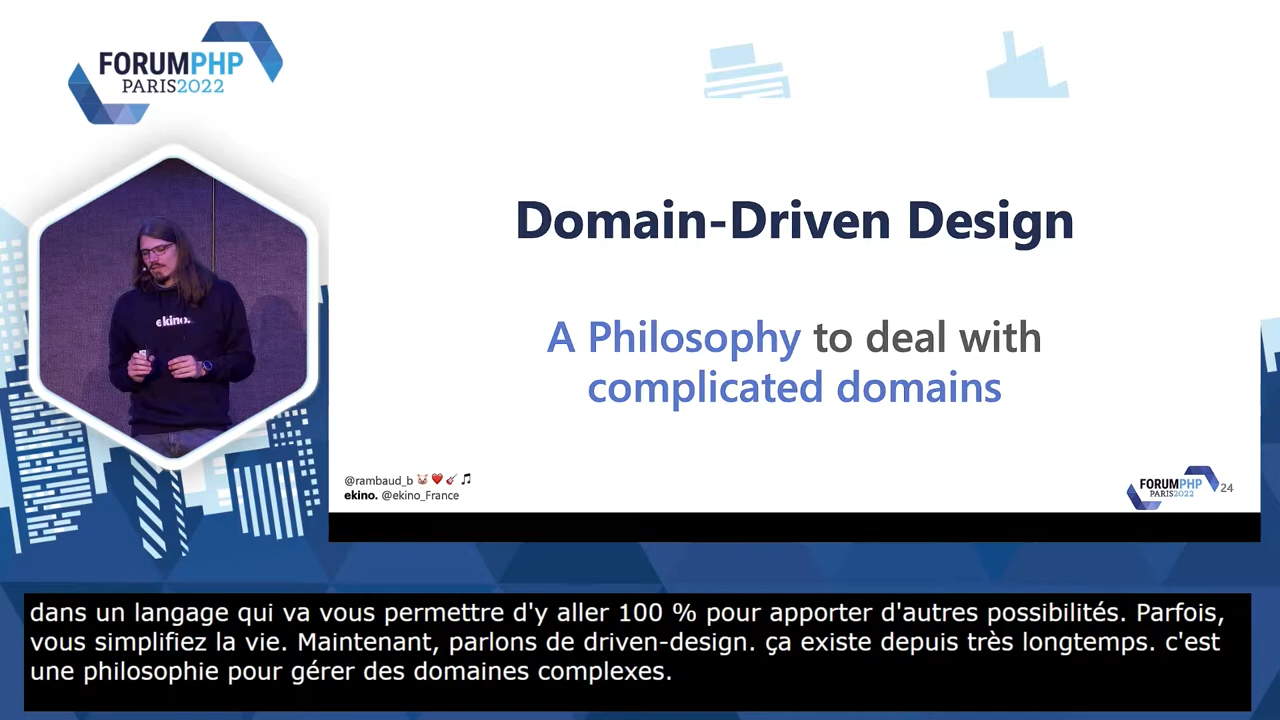 FORUMPHP
PARIS2022
ekino.
Domain-Driven Design
A Philosophy to deal with
complicated domains
@rambaud_b 🐷❤️🎸🎵
ekino. @ekino_France
FORUMPHP
PARIS2022
24
dans un langage qui va vous permettre d'y aller 100 % pour apporter d'autres possibilités. Parfois,
vous simplifiez la vie. Maintenant, parlons de driven-design. ça existe depuis très longtemps. c'est
une philosophie pour gérer des domaines complexes.